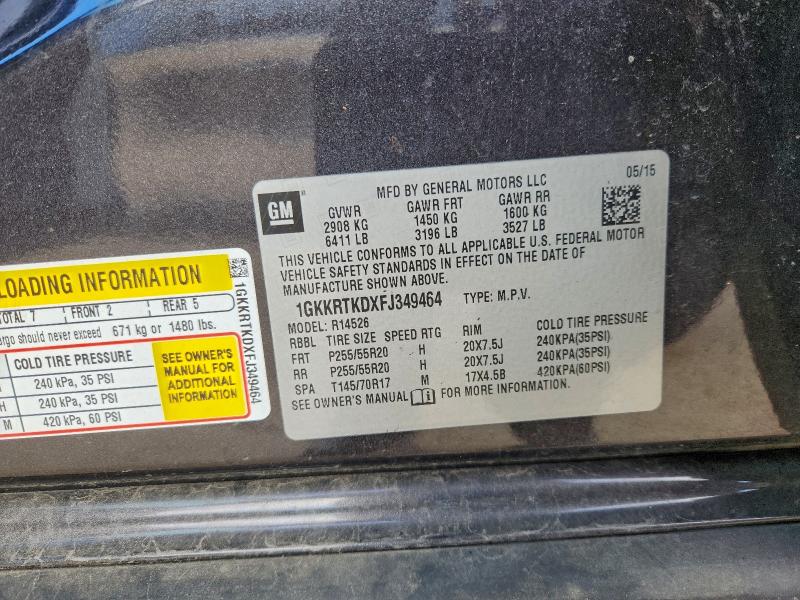 LOADING INFORMATION
TOTAL 7 FRONT 2 REAR 5
should never exceed 671 kg or 1480 lbs.
COLD TIRE PRESSURE
240 kPa, 35 PSI
H 240 kPa, 35 PSI
M 420 kPa, 60 PSI
SEE OWNER'S
MANUAL FOR
ADDITIONAL
INFORMATION
1GKKRTKDXFJ349464
GM
MFD BY GENERAL MOTORS LLC
05/15
GVWR GAWR FRT GAWR RR
2908 KG 1450 KG 1600 KG
6411 LB 3196 LB 3527 LB
THIS VEHICLE CONFORMS TO ALL APPLICABLE U.S. FEDERAL MOTOR
VEHICLE SAFETY STANDARDS IN EFFECT ON THE DATE OF
MANUFACTURE SHOWN ABOVE.
1GKKRTKDXFJ349464 TYPE: M.P.V.
MODEL: R14526
RBBL TIRE SIZE SPEED RTG RIM COLD TIRE PRESSURE
FRT P255/55R20 H 20X7.5J 240KPA(35PSI)
RR P255/55R20 H 20X7.5J 240KPA(35PSI)
SPA T145/70R17 M 17X4.5B 420KPA(60PSI)
SEE OWNER'S MANUAL FOR MORE INFORMATION.